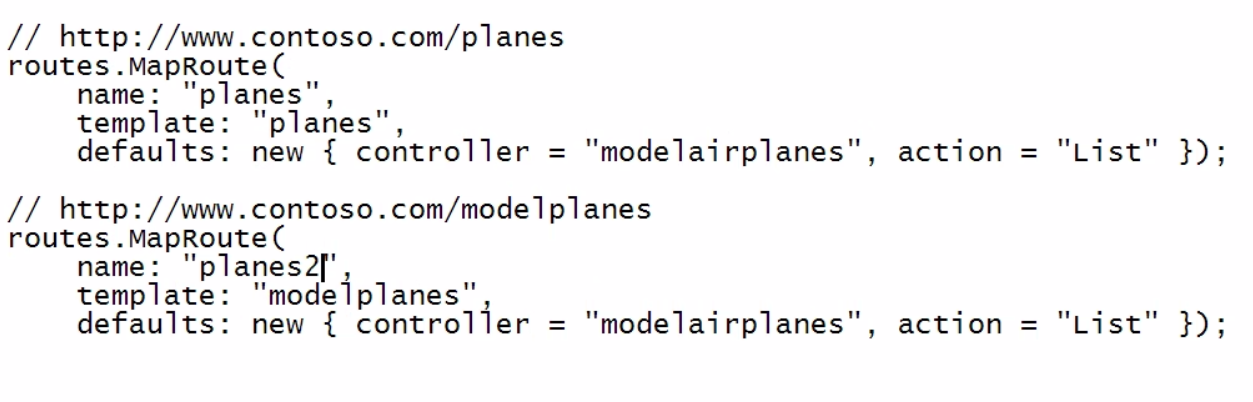 // http://www.contoso.com/planes
routes.MapRoute(
    name: "planes",
    template: "planes",
    defaults: new { controller = "modelairplanes", action = "List" });
// http://www.contoso.com/modelplanes
routes.MapRoute(
    name: "planes2",
    template: "modelplanes",
    defaults: new { controller = "modelairplanes", action = "List" });